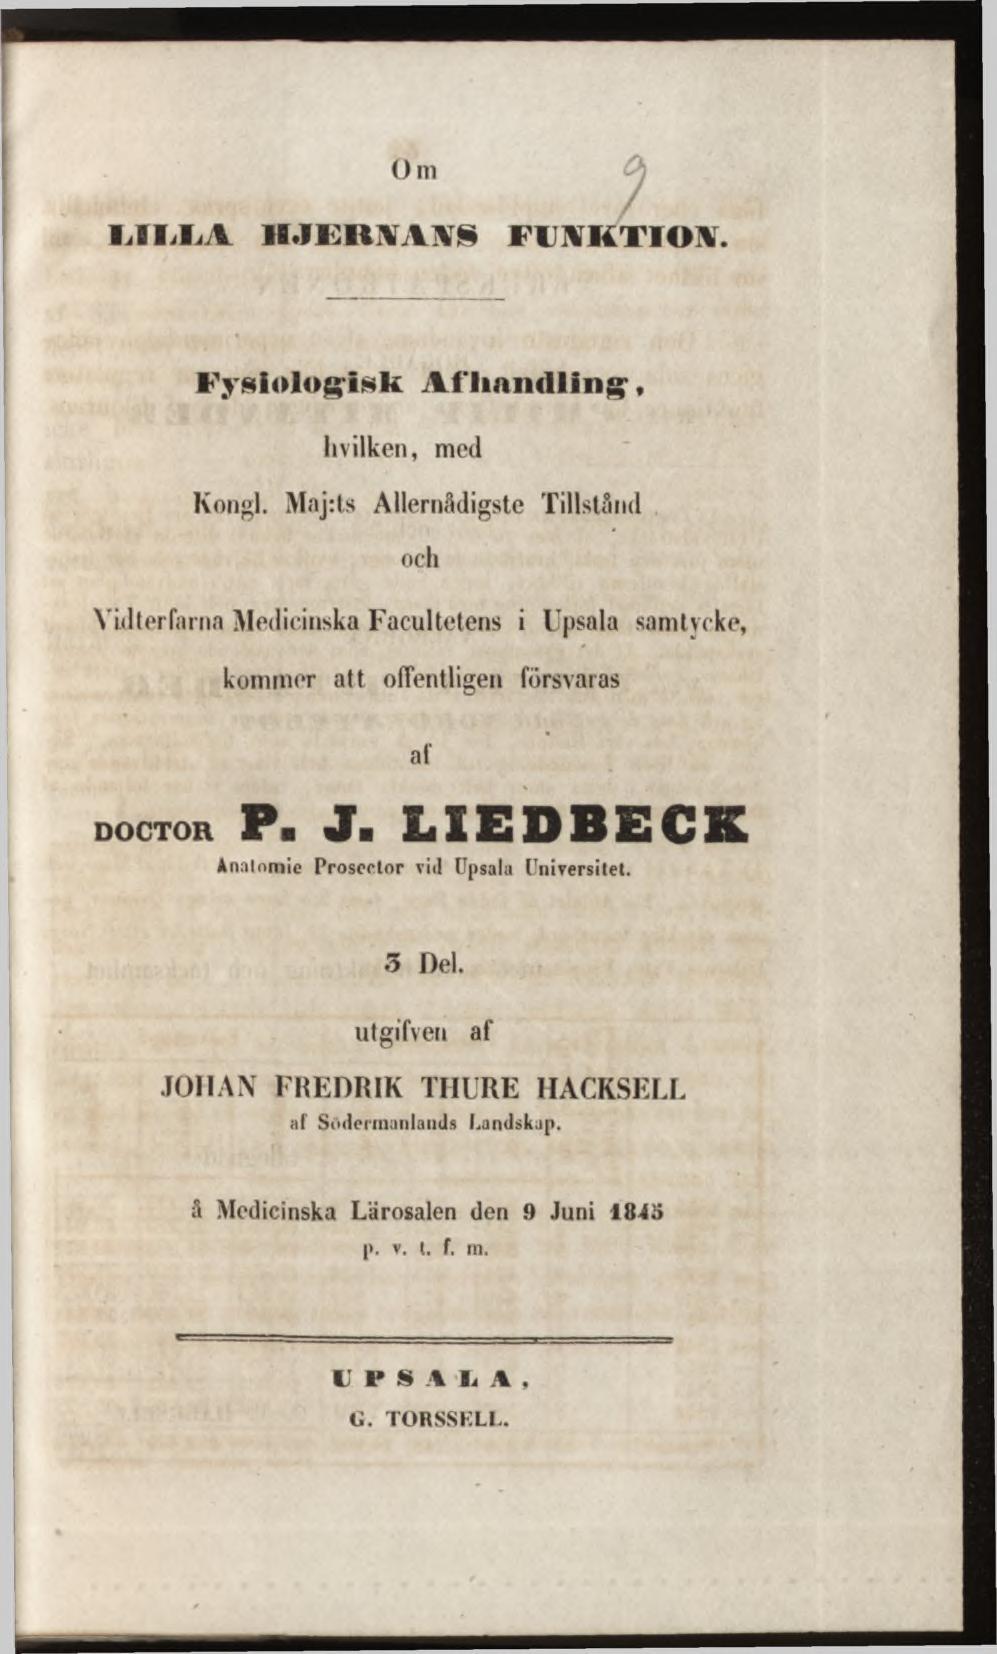 Om
9
LILLA HJERNANS FUNKTION.
Fysiologisk Afhandling,
hvilken, med
Kongl. Maj:ts Allernådigste Tillstånd
och
Vidterfarna Medicinska Facultetens i Upsala samtycke,
kommer att offentligen försvaras
af
DOCTOR P. J. LIEDBECK
Anatomie Prosector vid Upsala Universitet.
3 Del.
utgifven af
JOHAN FREDRIK THURE HACKSELL
af Södermanlands Landskap.
å Medicinska Lärosalen den 9 Juni 1845
p. v. t. f. m.
UPSALA,
G. TORSSELL.